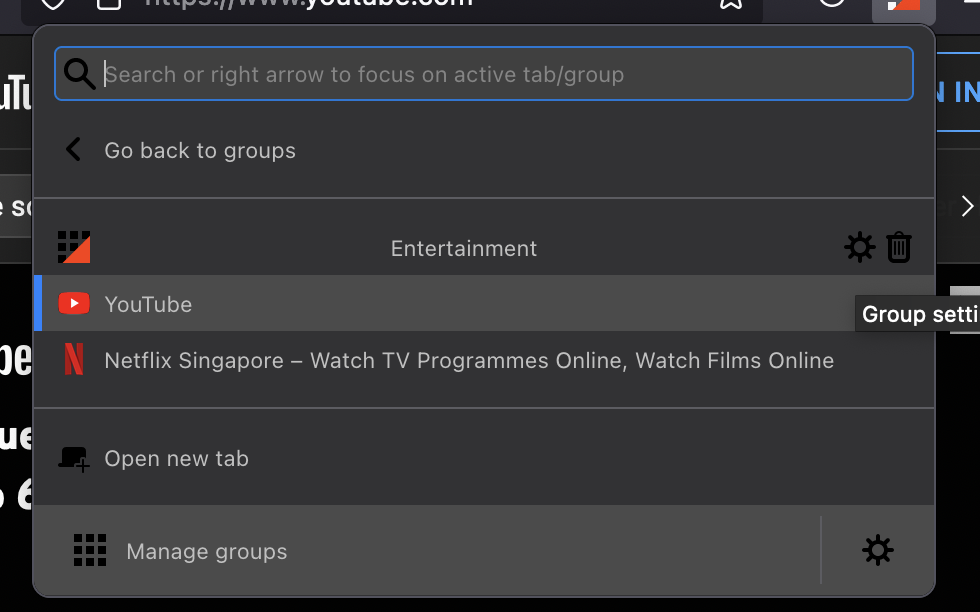 https://www.youtube.com
Search or right arrow to focus on active tab/group
N IN
Go back to groups
Entertainment
YouTube
Group setti
Netflix Singapore – Watch TV Programmes Online, Watch Films Online
Open new tab
Manage groups